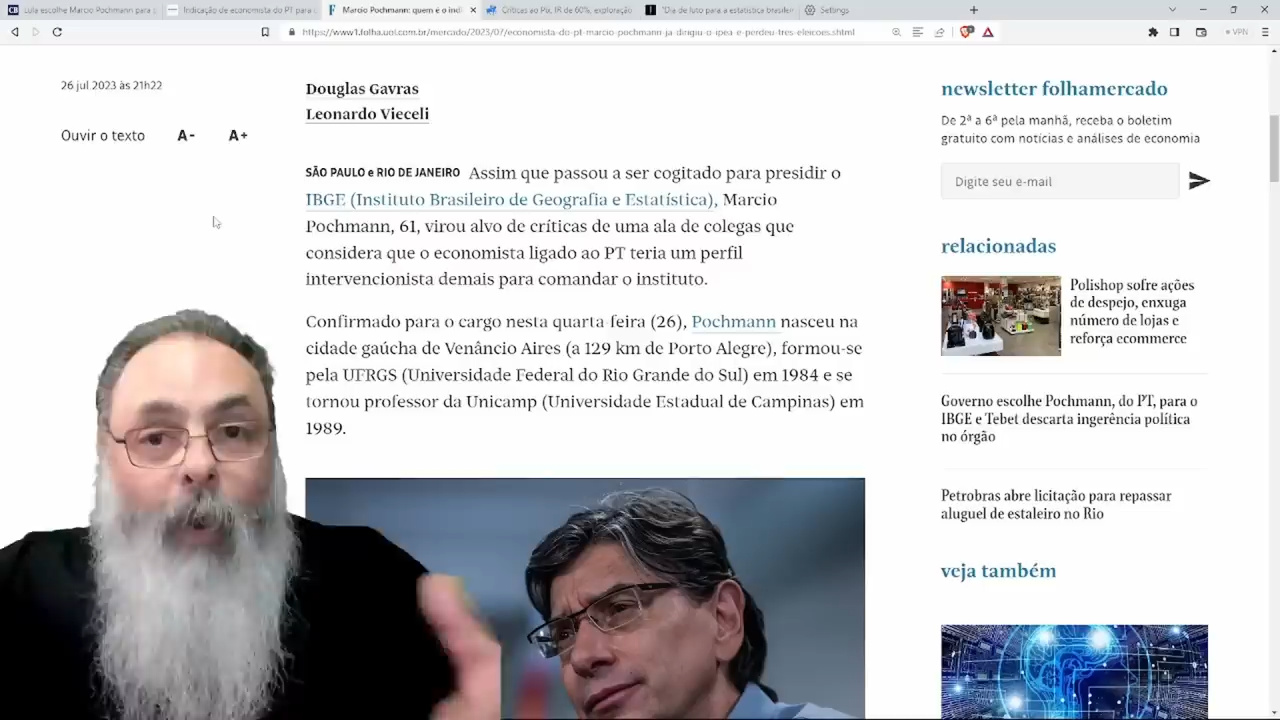 Lula escolhe Marcio Pochmann para
Indicação de economista do PT para
Marcio Pochmann: quem é o ind
Críticas ao Pix, IR de 60%, exploração
"Dia de luto para a estatística brasilei
Settings
https://www1.folha.uol.com.br/mercado/2023/07/economista-do-pt-marcio-pochmann-ja-dirigiu-o-ipea-e-perdeu-tres-eleicoes.shtml
VPN
26 jul 2023 às 21h22
Ouvir o texto A- A+
Douglas Gavras
Leonardo Vieceli
SÃO PAULO e RIO DE JANEIRO Assim que passou a ser cogitado para presidir o
IBGE (Instituto Brasileiro de Geografia e Estatística), Marcio
Pochmann, 61, virou alvo de críticas de uma ala de colegas que
considera que o economista ligado ao PT teria um perfil
intervencionista demais para comandar o instituto.
Confirmado para o cargo nesta quarta-feira (26), Pochmann nasceu na
cidade gaúcha de Venâncio Aires (a 129 km de Porto Alegre), formou-se
pela UFRGS (Universidade Federal do Rio Grande do Sul) em 1984 e se
tornou professor da Unicamp (Universidade Estadual de Campinas) em
1989.
newsletter folhamercado
De 2ª a 6ª pela manhã, receba o boletim
gratuito com notícias e análises de economia
Digite seu e-mail
relacionadas
Polishop sofre ações
de despejo, enxuga
número de lojas e
reforça ecommerce
Governo escolhe Pochmann, do PT, para o
IBGE e Tebet descarta ingerência política
no órgão
Petrobras abre licitação para repassar
aluguel de estaleiro no Rio
veja também